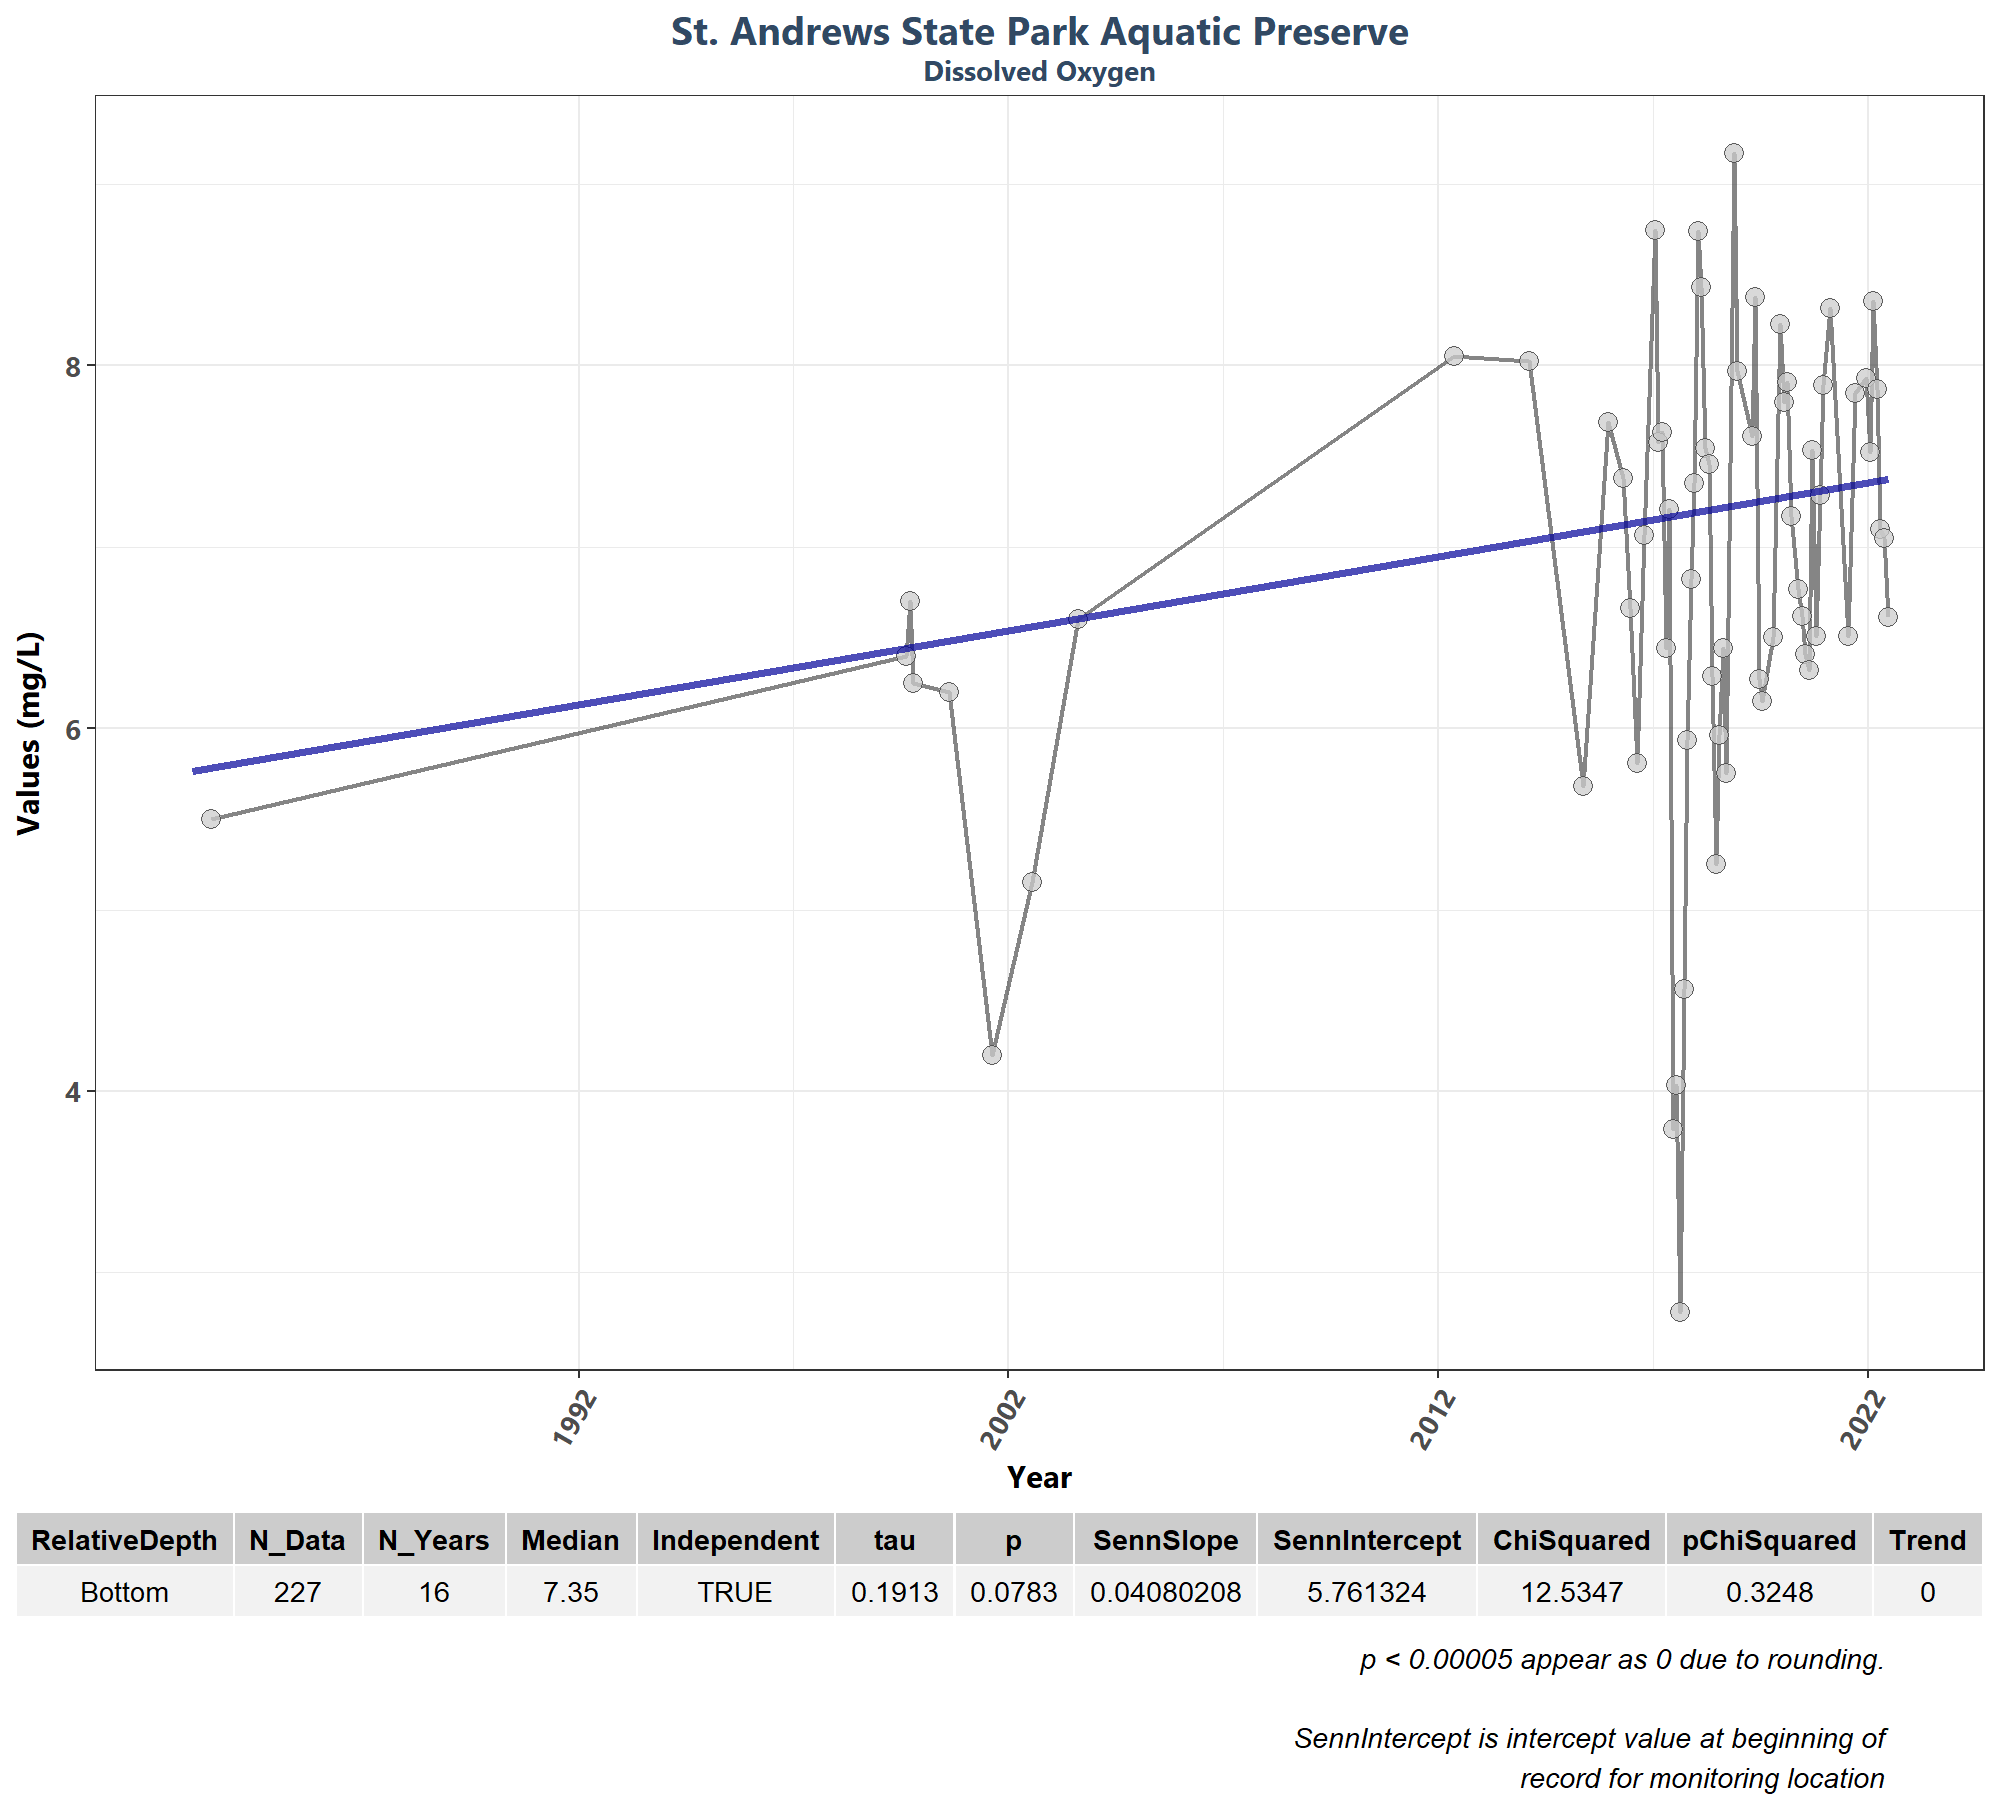 St. Andrews State Park Aquatic Preserve
Dissolved Oxygen
Values (mg/L)
8
6
4
1992
2002
2012
2022
Year
RelativeDepth N_Data N_Years Median Independent tau p SennSlope SennIntercept ChiSquared pChiSquared Trend
Bottom 227 16 7.35 TRUE 0.1913 0.0783 0.04080208 5.761324 12.5347 0.3248 0
p < 0.00005 appear as 0 due to rounding.
SennIntercept is intercept value at beginning of
record for monitoring location